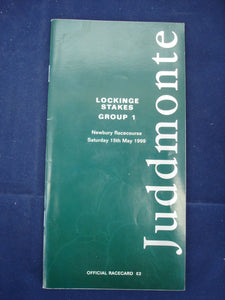 LOCKINGE
STAKES
GROUP 1
Newbury Racecourse
Saturday 15th May 1999
Juddmonte
OFFICIAL RACECARD £2